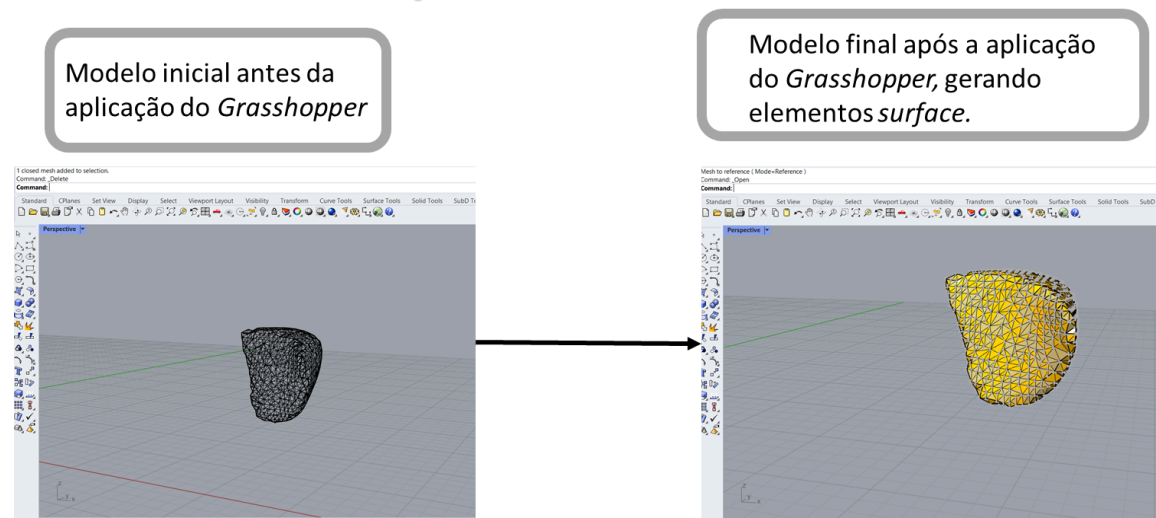 Modelo inicial antes da
aplicação do Grasshopper
Modelo final após a aplicação
do Grasshopper, gerando
elementos surface.
1 closed mesh added to selection.
Command: _Delete
Command:
Standard CPlanes Set View Display Select Viewport Layout Visibility Transform Curve Tools Surface Tools Solid Tools SubD To
Perspective
z
y x
Mesh to reference ( Mode=Reference )
Command: _Open
Command:
Standard CPlanes Set View Display Select Viewport Layout Visibility Transform Curve Tools Surface Tools Solid Tools SubD
Perspective
z
y x